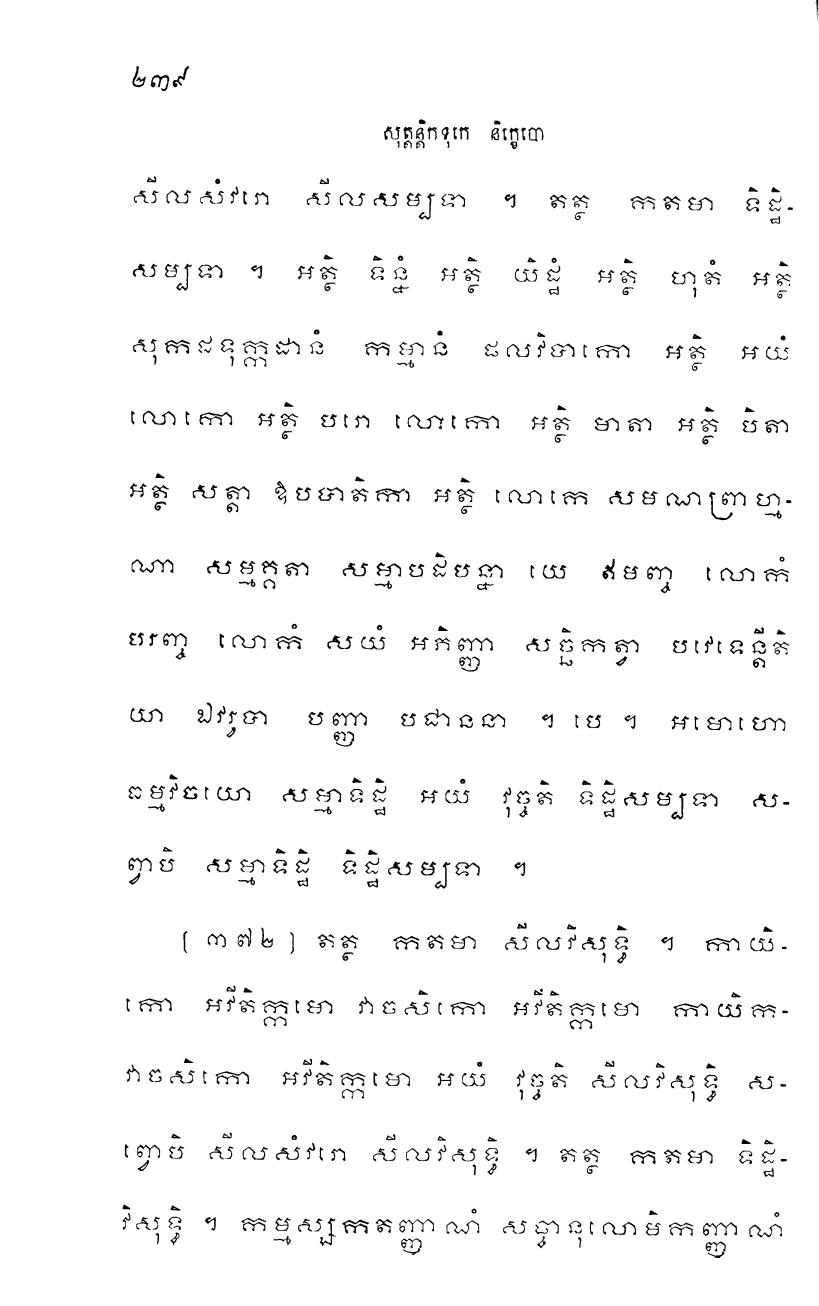 ២៣៩
សុត្តន្តិកទុកេ និក្ខេបោ
សីលសំវរោ សីលសម្បទា ។ តត្ថ កតមា ទិដ្ឋិ-
សម្បទា ។ អត្ថិ ទិន្នំ អត្ថិ យិដ្ឋំ អត្ថិ ហុតំ អត្ថិ
សុកដទុក្កដានំ កម្មានំ ផលវិបាកោ អត្ថិ អយំ
លោកោ អត្ថិ បរោ លោកោ អត្ថិ មាតា អត្ថិ បិតា
អត្ថិ សត្តា ឱបបាតិកា អត្ថិ លោកេ សមណព្រាហ្ម-
ណា សម្មគ្គតា សម្មាបដិបន្នា យេ ឥមញ្ច លោកំ
បរញ្ច លោកំ សយំ អភិញ្ញា សច្ឆិកត្វា បវេទេន្តីតិ
យា ឯវរូបា បញ្ញា បជាននា ។ បេ ។ អមោហោ
ធម្មវិចយោ សម្មាទិដ្ឋិ អយំ វុច្ចតិ ទិដ្ឋិសម្បទា ស-
ព្វាបិ សម្មាទិដ្ឋិ ទិដ្ឋិសម្បទា ។
[៣៧២] តត្ថ កតមា សីលវិសុទ្ធិ ។ កាយិ-
កោ អវីតិក្កមោ វាចសិកោ អវីតិក្កមោ កាយិក-
វាចសិកោ អវីតិក្កមោ អយំ វុច្ចតិ សីលវិសុទ្ធិ ស-
ព្វោបិ សីលសំវរោ សីលវិសុទ្ធិ ។ តត្ថ កតមា ទិដ្ឋិ-
វិសុទ្ធិ ។ កម្មស្សកតញ្ញាណំ សច្ចានុលោមិកញ្ញាណំ